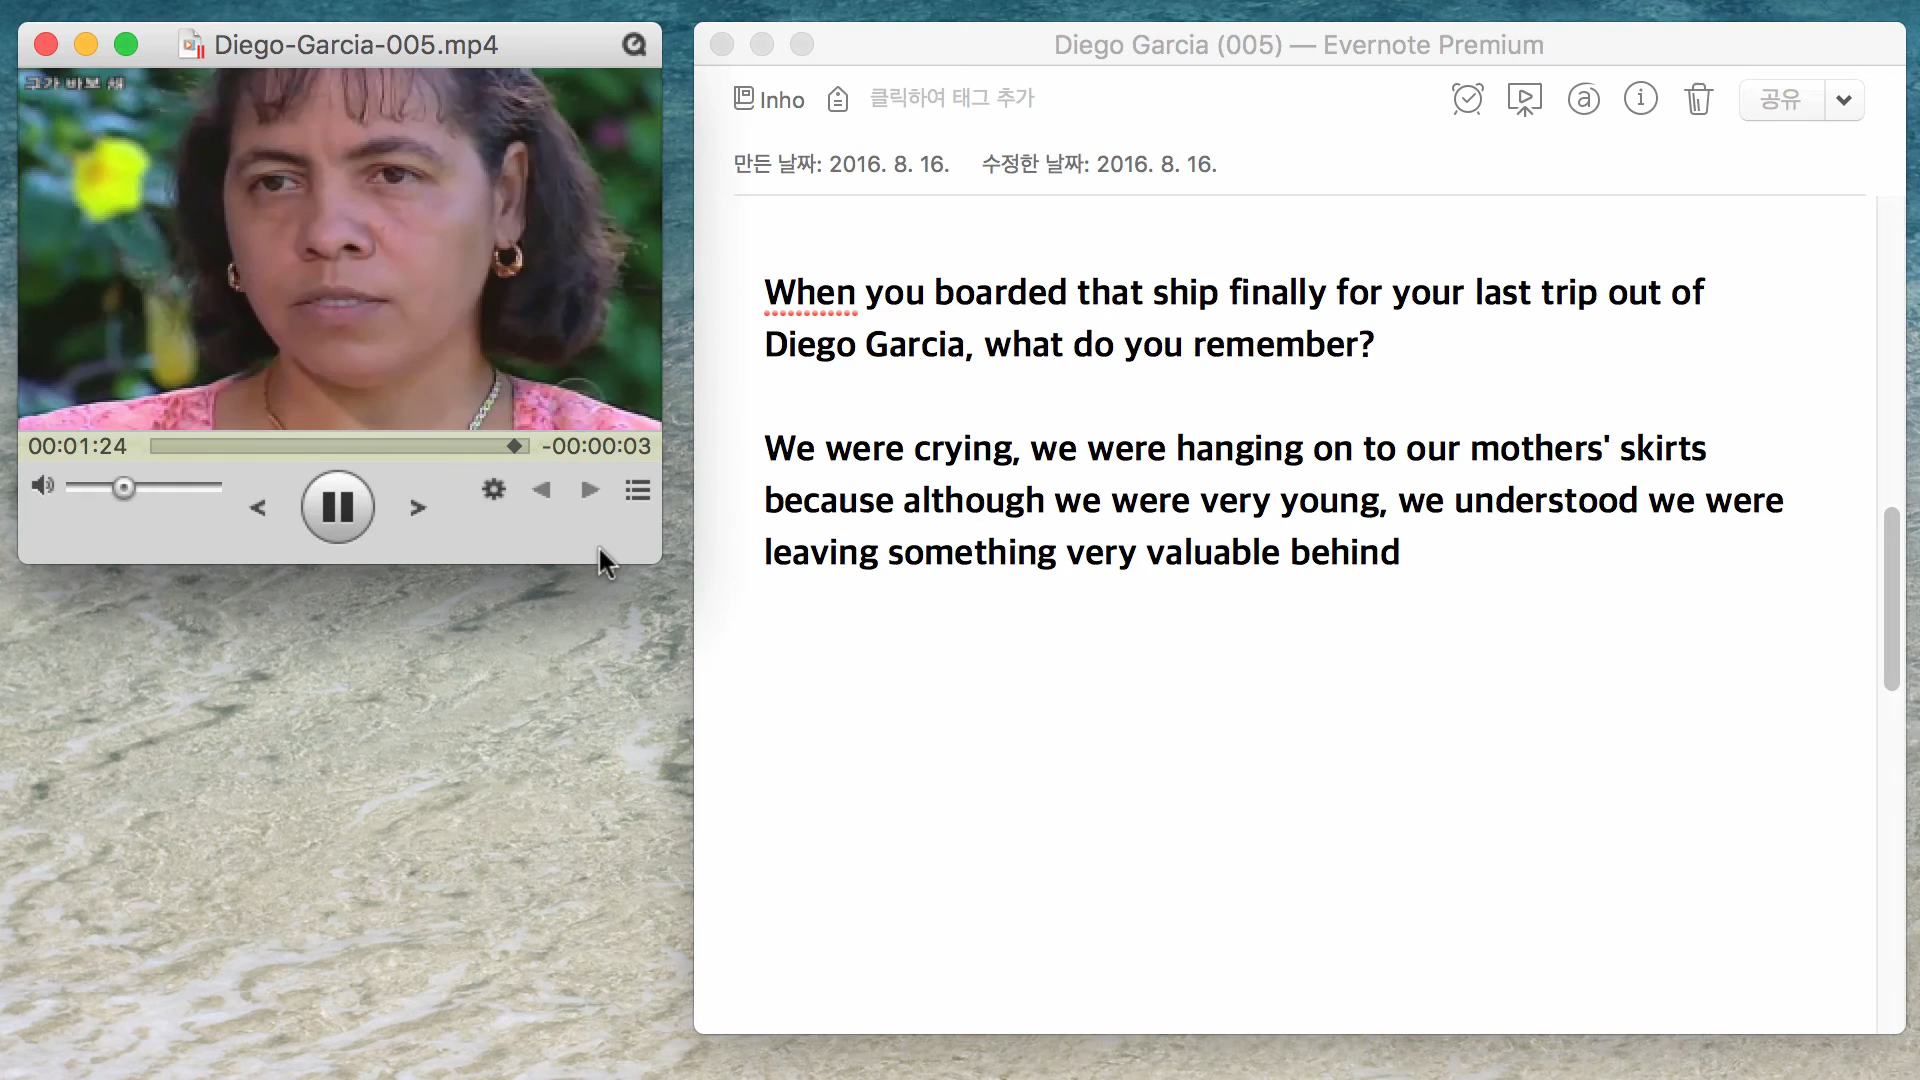 Diego-Garcia-005.mp4
00:01:24
-00:00:03
Diego Garcia (005) — Evernote Premium
Inho
클릭하여 태그 추가
공유
만든 날짜: 2016. 8. 16.
수정한 날짜: 2016. 8. 16.
When you boarded that ship finally for your last trip out of
Diego Garcia, what do you remember?
We were crying, we were hanging on to our mothers' skirts
because although we were very young, we understood we were
leaving something very valuable behind